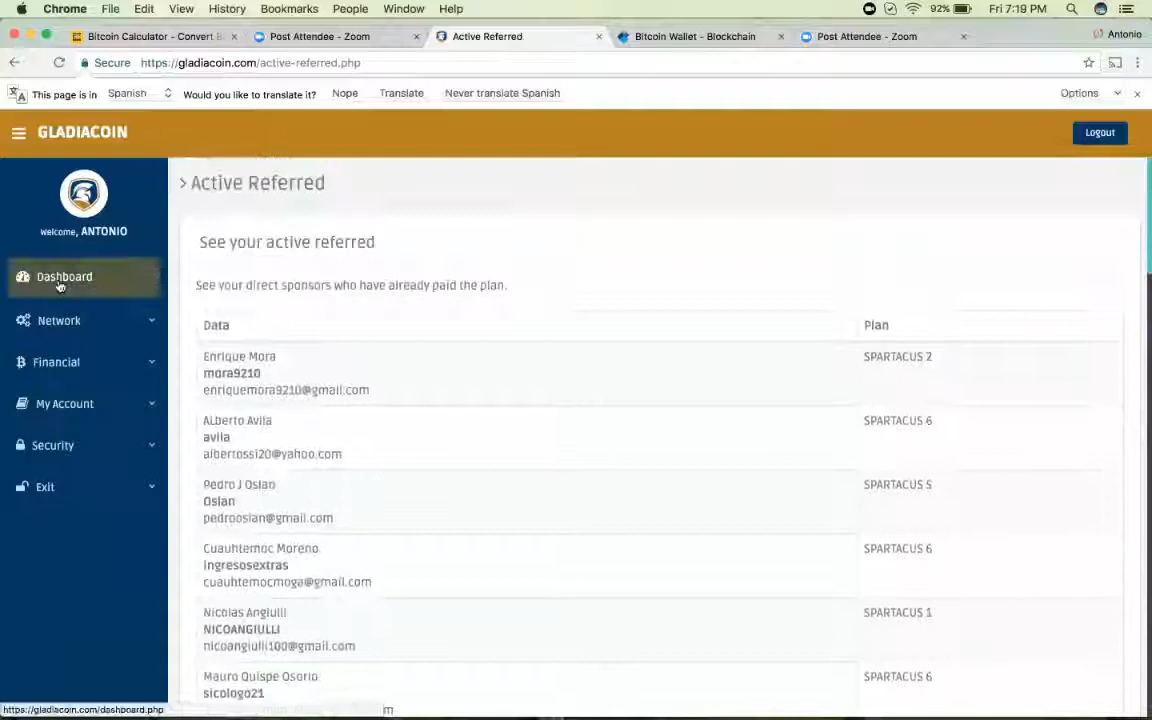 Chrome File Edit View History Bookmarks People Window Help 92% Fri 7:19 PM
Bitcoin Calculator - Convert B
Post Attendee - Zoom
Active Referred
Bitcoin Wallet - Blockchain
Post Attendee - Zoom
Antonio
Secure https://gladiacoin.com/active-referred.php
This page is in Spanish Would you like to translate it? Nope Translate Never translate Spanish Options
GLADIACOIN
Logout
Welcome, ANTONIO
Dashboard
Network
Financial
My Account
Security
Exit
> Active Referred
See your active referred
See your direct sponsors who have already paid the plan.
Data Plan
Enrique Mora SPARTACUS 2
mora9210
enriquemora9210@gmail.com
ALberto Avila SPARTACUS 6
avila
albertossi20@yahoo.com
Pedro J Oslan SPARTACUS 5
Oslan
pedrooslan@gmail.com
Cuauhtemoc Moreno SPARTACUS 6
ingresosextras
cuauhtemocmoga@gmail.com
Nicolas Angiulli SPARTACUS 1
NICOANGIULLI
nicoangiulli100@gmail.com
Mauro Quispe Osorio SPARTACUS 6
sicologo21
https://gladiacoin.com/dashboard.php